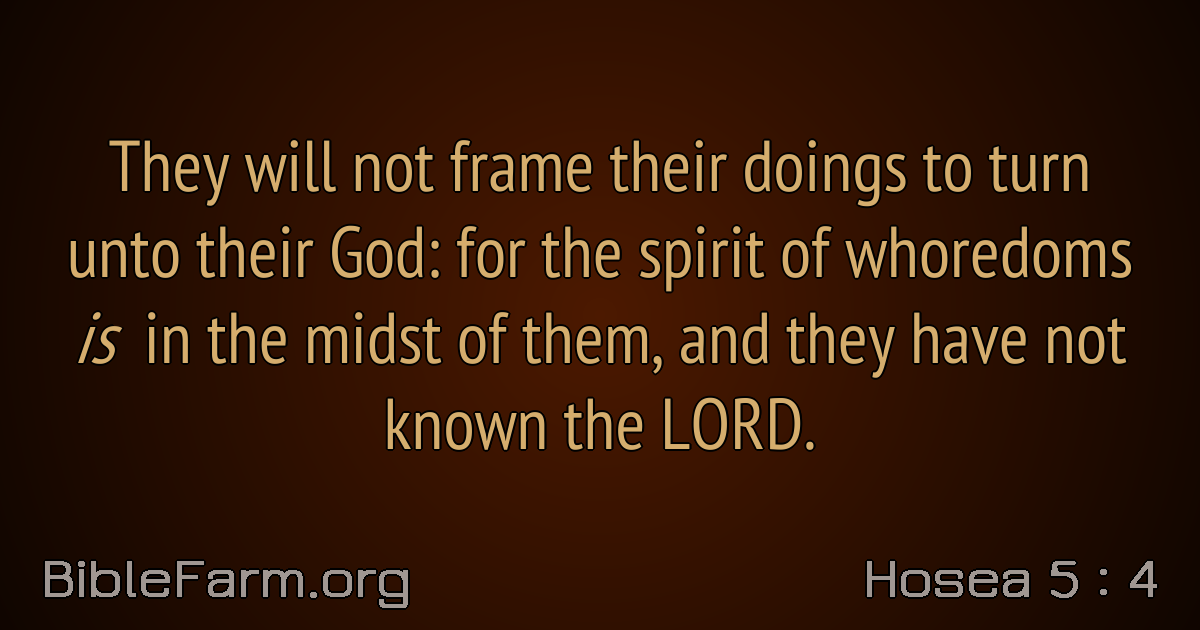 They will not frame their doings to turn
unto their God: for the spirit of whoredoms
is in the midst of them, and they have not
known the LORD.
BibleFarm.org
Hosea 5 : 4